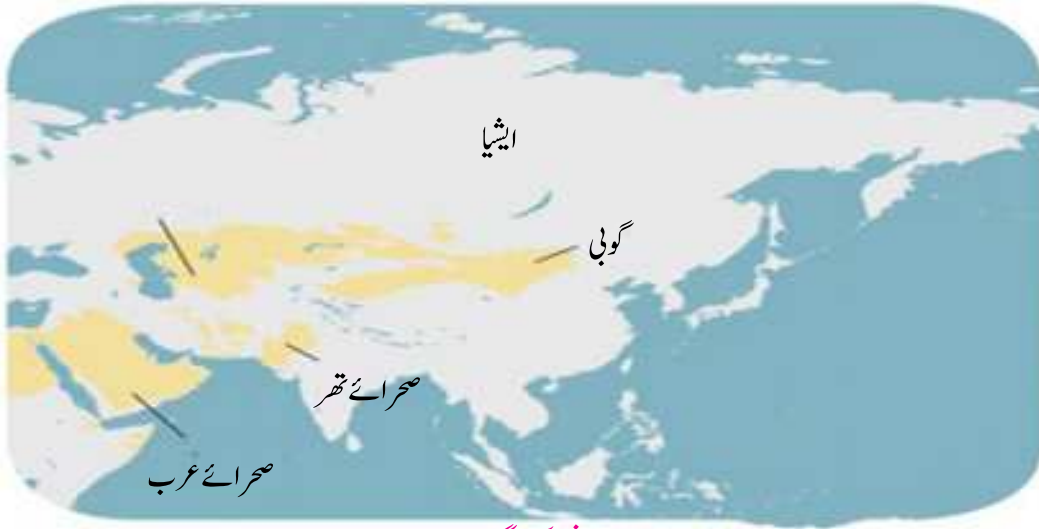 ایشیا
گوبی
صحرائے تھر
صحرائے عرب